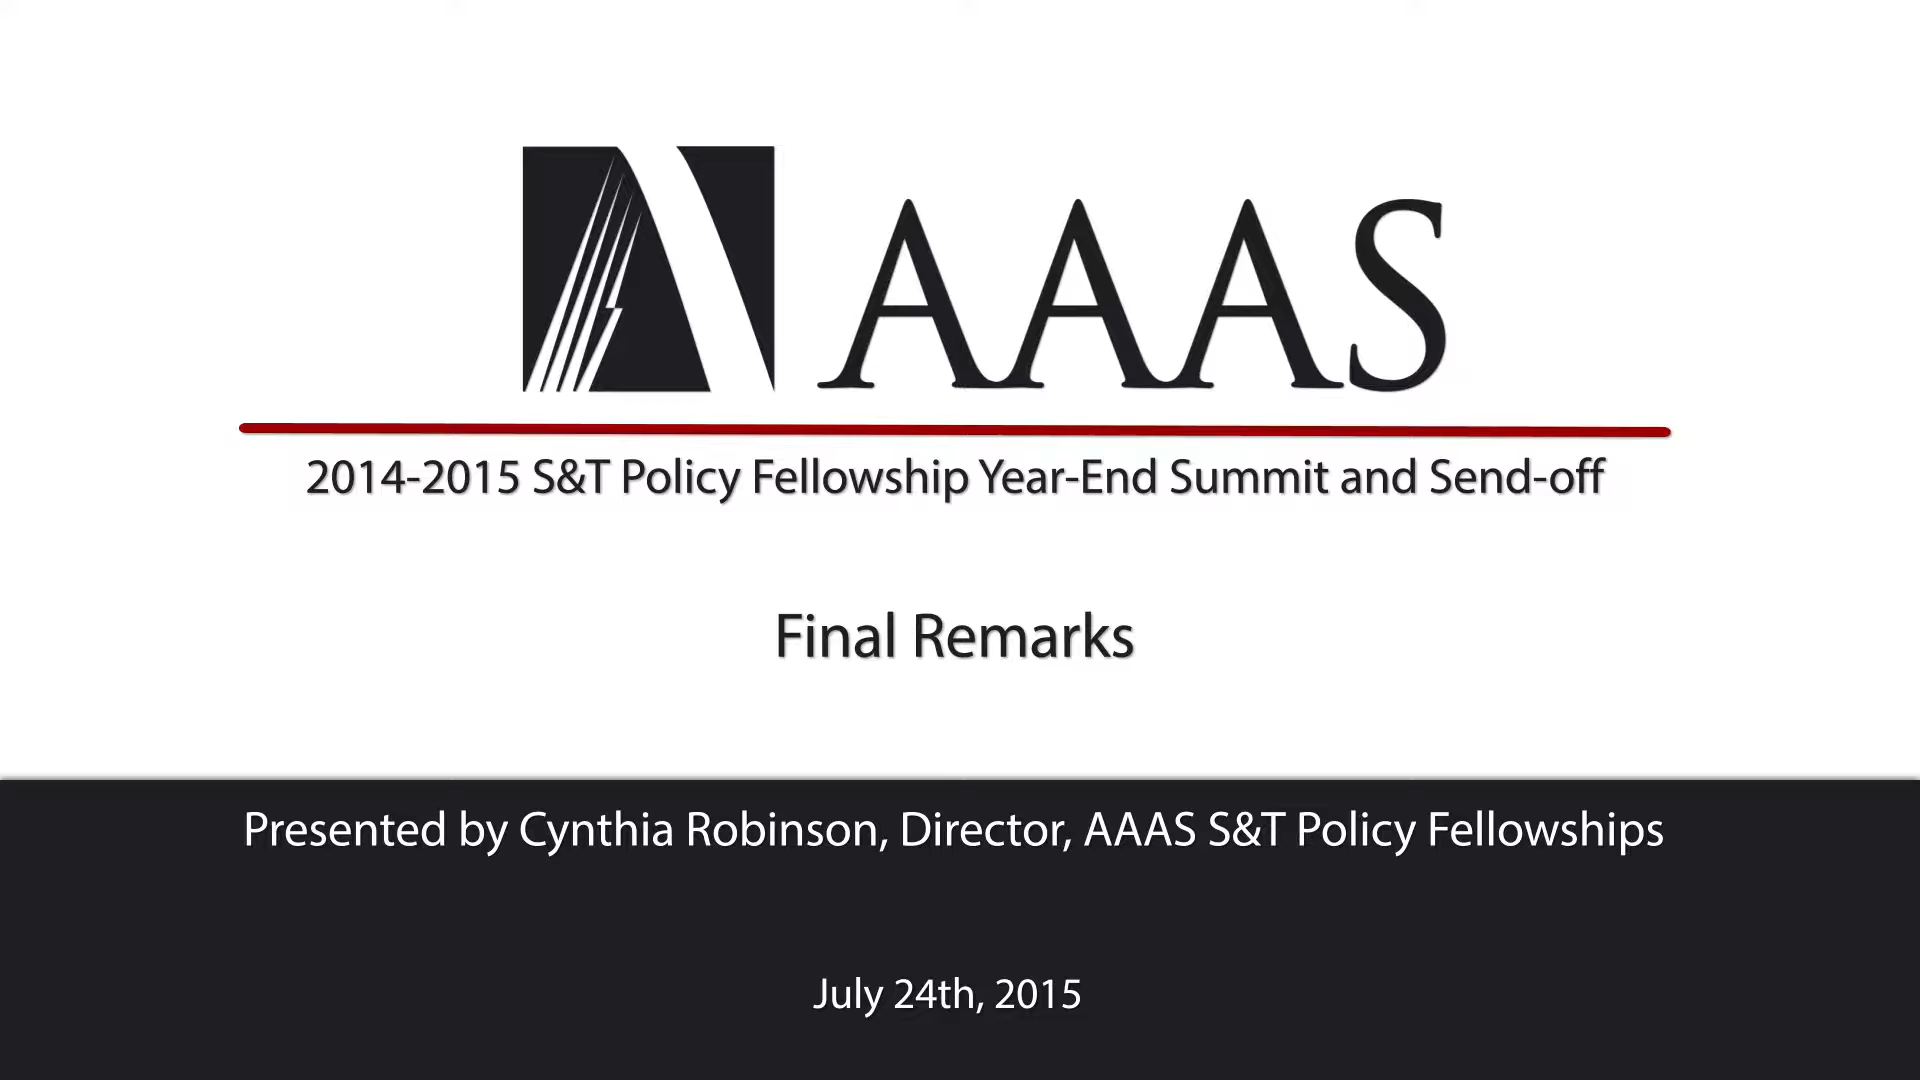 AAAS
2014-2015 S&T Policy Fellowship Year-End Summit and Send-off
Final Remarks
Presented by Cynthia Robinson, Director, AAAS S&T Policy Fellowships
July 24th, 2015